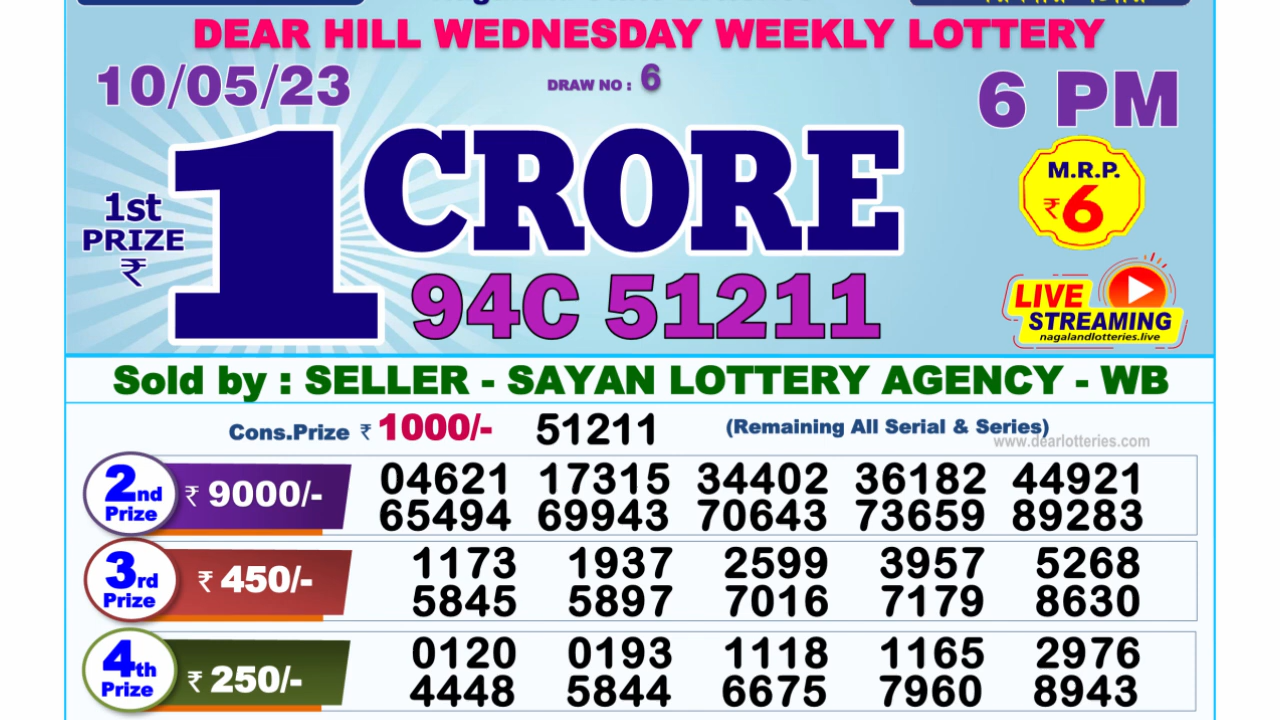 DEAR HILL WEDNESDAY WEEKLY LOTTERY
10/05/23
DRAW NO : 6
6 PM
1st
PRIZE
₹
1 CRORE
94C 51211
M.R.P.
₹6
LIVE
STREAMING
nagalandlotteries.live
Sold by : SELLER - SAYAN LOTTERY AGENCY - WB
Cons.Prize ₹ 1000/- 51211 (Remaining All Serial & Series)
www.dearlotteries.com
2nd Prize ₹ 9000/-
04621 17315 34402 36182 44921
65494 69943 70643 73659 89283
3rd Prize ₹ 450/-
1173 1937 2599 3957 5268
5845 5897 7016 7179 8630
4th Prize ₹ 250/-
0120 0193 1118 1165 2976
4448 5844 6675 7960 8943